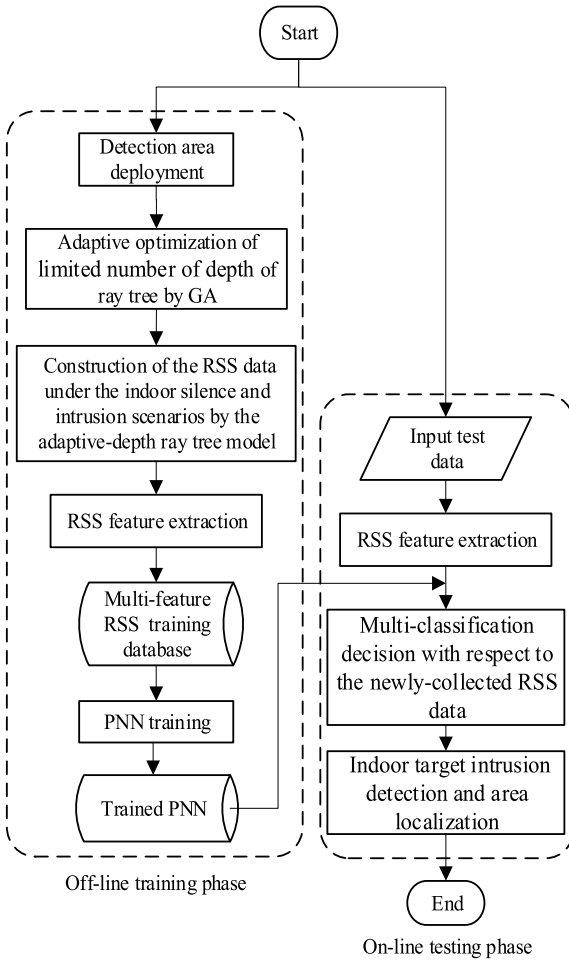 Start
Detection area
deployment
Adaptive optimization of
limited number of depth of
ray tree by GA
Construction of the RSS data
under the indoor silence and
intrusion scenarios by the
adaptive-depth ray tree model
RSS feature extraction
Multi-feature
RSS training
database
PNN training
Trained PNN
Off-line training phase
Input test
data
RSS feature extraction
Multi-classification
decision with respect to
the newly-collected RSS
data
Indoor target intrusion
detection and area
localization
End
On-line testing phase